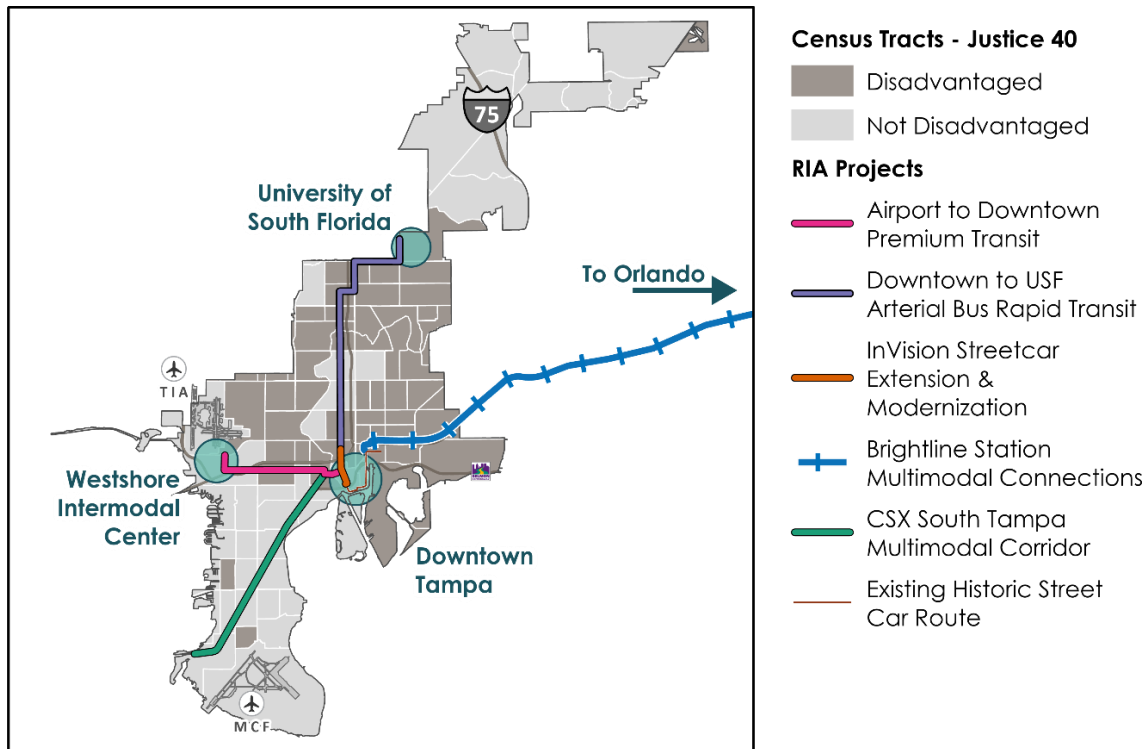 75
University of
South Florida
To Orlando
TIA
Westshore
Intermodal
Center
Downtown
Tampa
MCF
Census Tracts - Justice 40
Disadvantaged
Not Disadvantaged
RIA Projects
Airport to Downtown
Premium Transit
Downtown to USF
Arterial Bus Rapid Transit
InVision Streetcar
Extension &
Modernization
Brightline Station
Multimodal Connections
CSX South Tampa
Multimodal Corridor
Existing Historic Street
Car Route